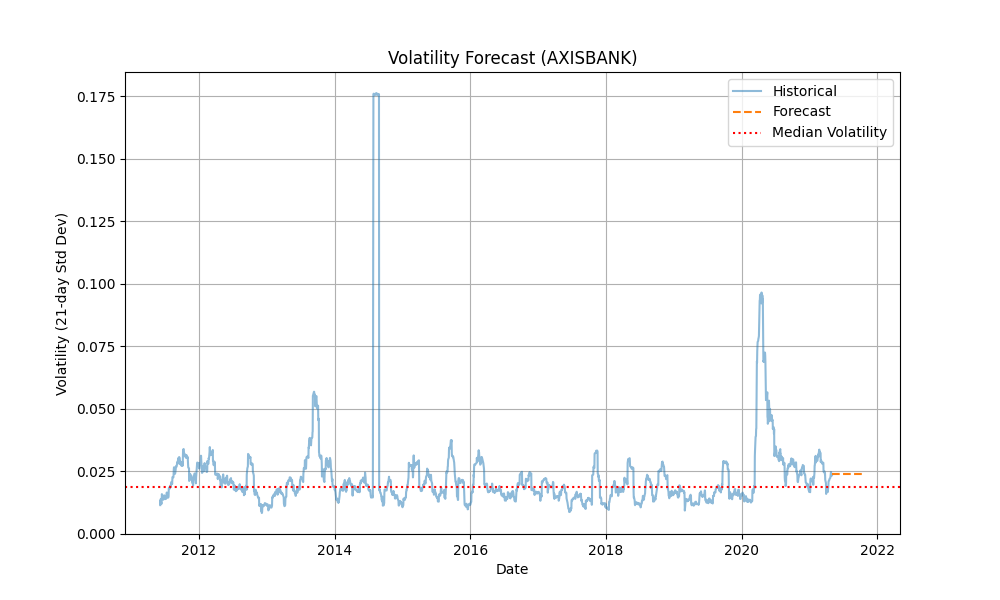 Volatility Forecast (AXISBANK)
Historical
Forecast
Median Volatility
Volatility (21-day Std Dev)
0.175
0.150
0.125
0.100
0.075
0.050
0.025
0.000
2012 2014 2016 2018 2020 2022
Date